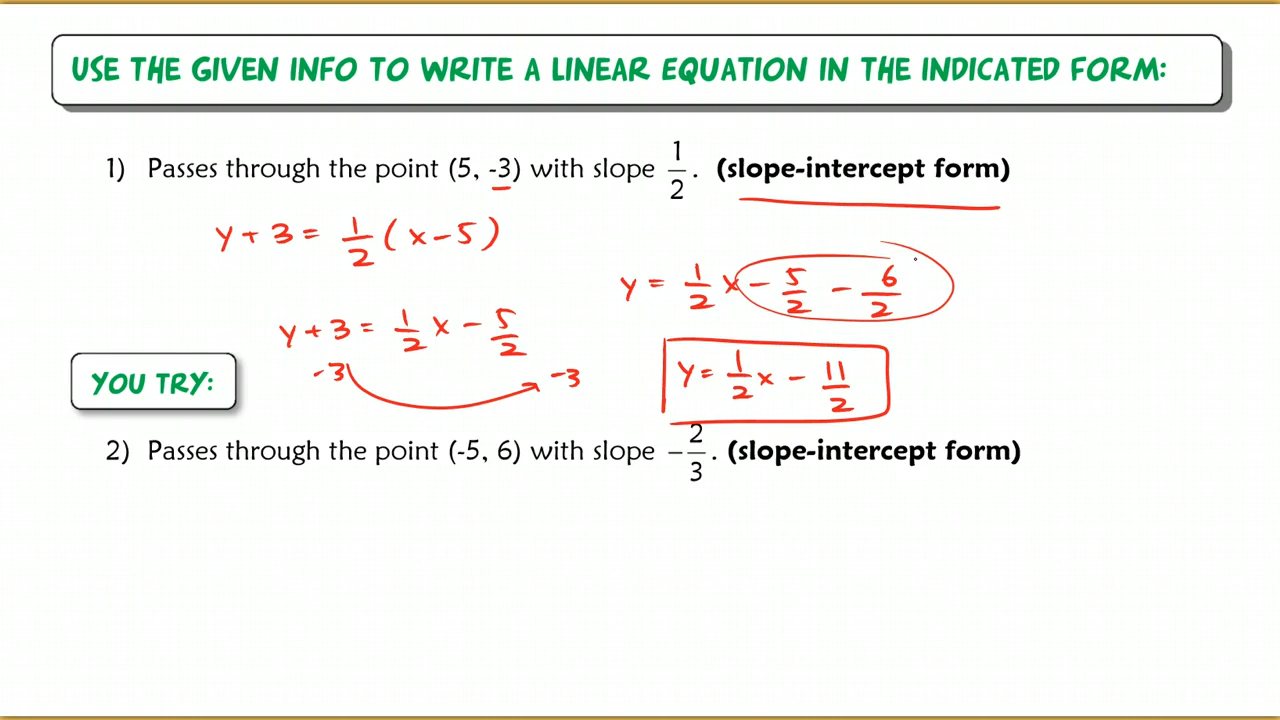 USE THE GIVEN INFO TO WRITE A LINEAR EQUATION IN THE INDICATED FORM:
1) Passes through the point (5, -3) with slope 1/2. (slope-intercept form)
y + 3 = 1/2 (x - 5)
y = 1/2 x - 5/2 - 6/2
y + 3 = 1/2 x - 5/2
-3 -3
y = 1/2 x - 11/2
YOU TRY:
2) Passes through the point (-5, 6) with slope -2/3. (slope-intercept form)